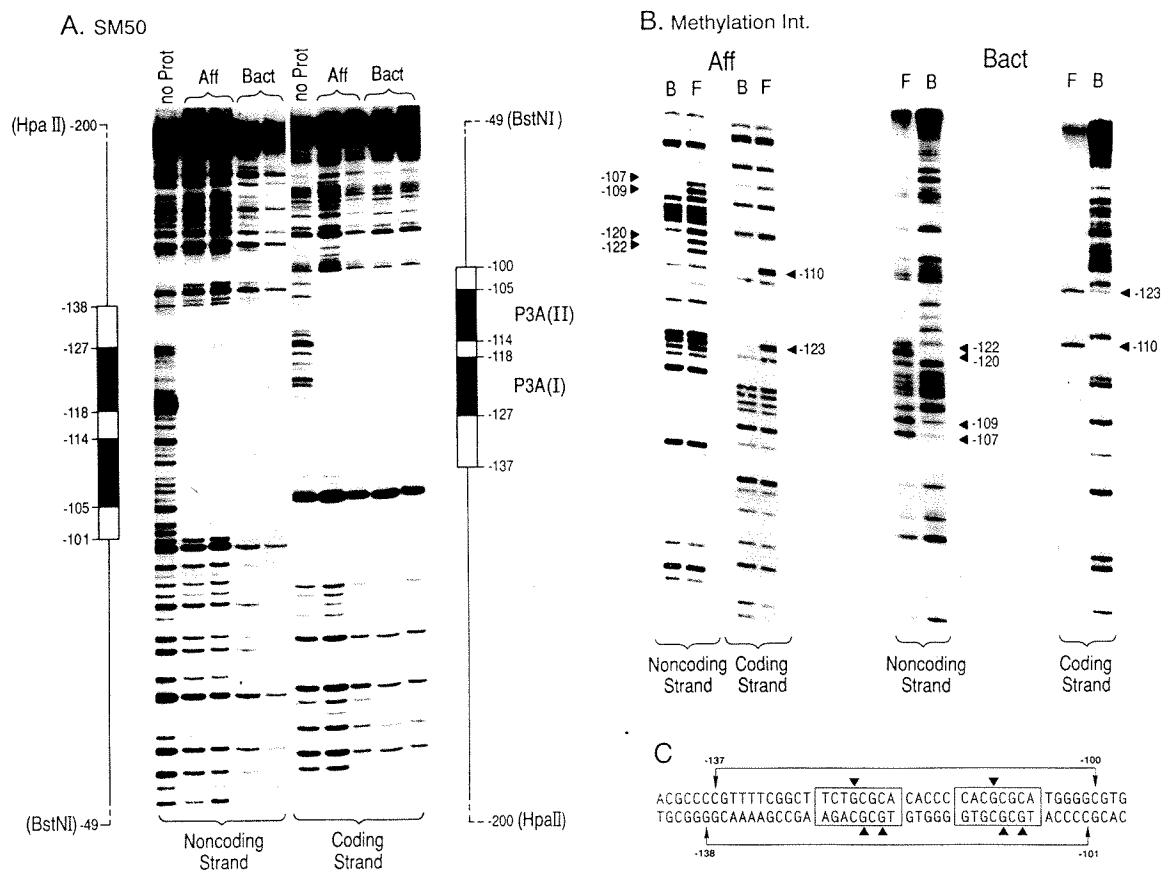 A. SM50
no Prot
Aff
Bact
no Prot
Aff
Bact
(Hpa II) -200
-138
-127
-118
-114
-105
-101
(BstNI) -49
-49 (BstNI)
-100
-105
P3A(II)
-114
-118
P3A(I)
-127
-137
-200 (HpaII)
Noncoding
Strand
Coding
Strand
B. Methylation Int.
Aff
B F B F
-107
-109
-120
-122
-110
-123
Noncoding
Strand
Coding
Strand
Bact
F B
F B
-122
-120
-109
-107
-123
-110
Noncoding
Strand
Coding
Strand
C
-137 -100
ACGCCCCGTTTTCGGCT TCTGCGCA CACCC CACGCGCA TGGGGCGTG
TGCGGGGCAAAAGCCGA AGACGCGT GTGGG GTGCGCGT ACCCCGCAC
-138 -101